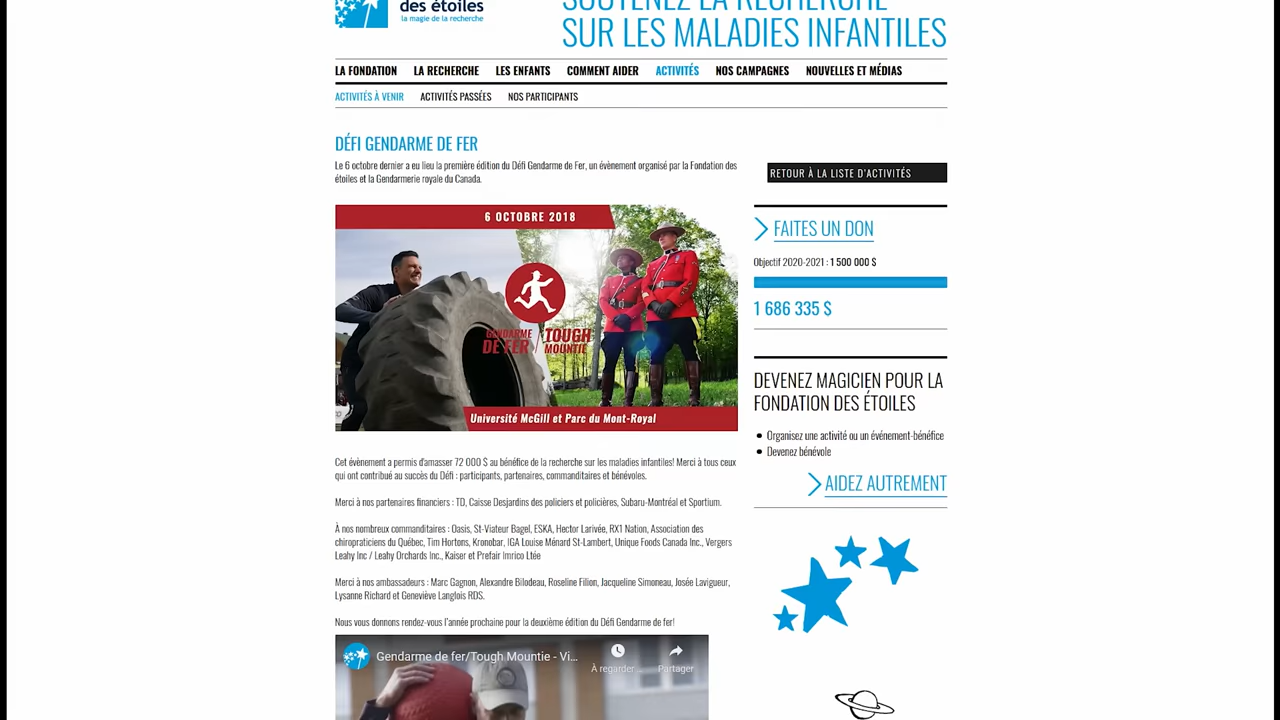 des étoiles
la magie de la recherche
SOUTENEZ LA RECHERCHE
SUR LES MALADIES INFANTILES
LA FONDATION LA RECHERCHE LES ENFANTS COMMENT AIDER ACTIVITÉS NOS CAMPAGNES NOUVELLES ET MÉDIAS
ACTIVITÉS À VENIR ACTIVITÉS PASSÉES NOS PARTICIPANTS
DÉFI GENDARME DE FER
Le 6 octobre dernier a eu lieu la première édition du Défi Gendarme de Fer, un évènement organisé par la Fondation des
étoiles et la Gendarmerie royale du Canada.
6 OCTOBRE 2018
GENDARME
DE FER
TOUGH
MOUNTIE
Université McGill et Parc du Mont-Royal
Cet évènement a permis d'amasser 72 000 $ au bénéfice de la recherche sur les maladies infantiles! Merci à tous ceux
qui ont contribué au succès du Défi : participants, partenaires, commanditaires et bénévoles.
Merci à nos partenaires financiers : TD, Caisse Desjardins des policiers et policières, Subaru-Montréal et Sportium.
À nos nombreux commanditaires : Oasis, St-Viateur Bagel, ESKA, Hector Larivée, RX1 Nation, Association des
chiropraticiens du Québec, Tim Hortons, Kronobar, IGA Louise Ménard St-Lambert, Unique Foods Canada Inc., Vergers
Leahy Inc / Leahy Orchards Inc., Kaiser et Prefair Imrico Ltée
Merci à nos ambassadeurs : Marc Gagnon, Alexandre Bilodeau, Roseline Filion, Jacqueline Simoneau, Josée Lavigueur,
Lysanne Richard et Geneviève Langlois RDS.
Nous vous donnons rendez-vous l'année prochaine pour la deuxième édition du Défi Gendarme de fer!
Gendarme de fer/Tough Mountie - Vi...
À regarder ...
Partager
RETOUR À LA LISTE D'ACTIVITÉS
FAITES UN DON
Objectif 2020-2021 : 1 500 000 $
1 686 335 $
DEVENEZ MAGICIEN POUR LA
FONDATION DES ÉTOILES
Organisez une activité ou un événement-bénéfice
Devenez bénévole
AIDEZ AUTREMENT